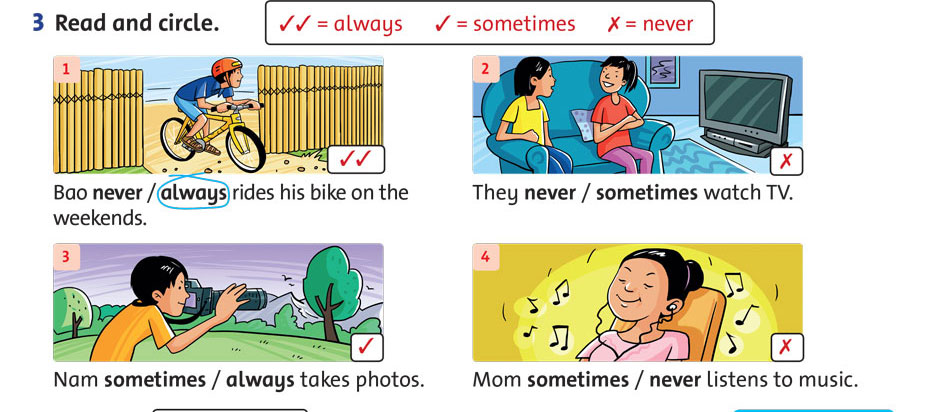 3 Read and circle.
✓✓ = always ✓ = sometimes ✗ = never
1
✓✓
Bao never / always rides his bike on the
weekends.
2
✗
They never / sometimes watch TV.
3
✓
Nam sometimes / always takes photos.
4
✗
Mom sometimes / never listens to music.